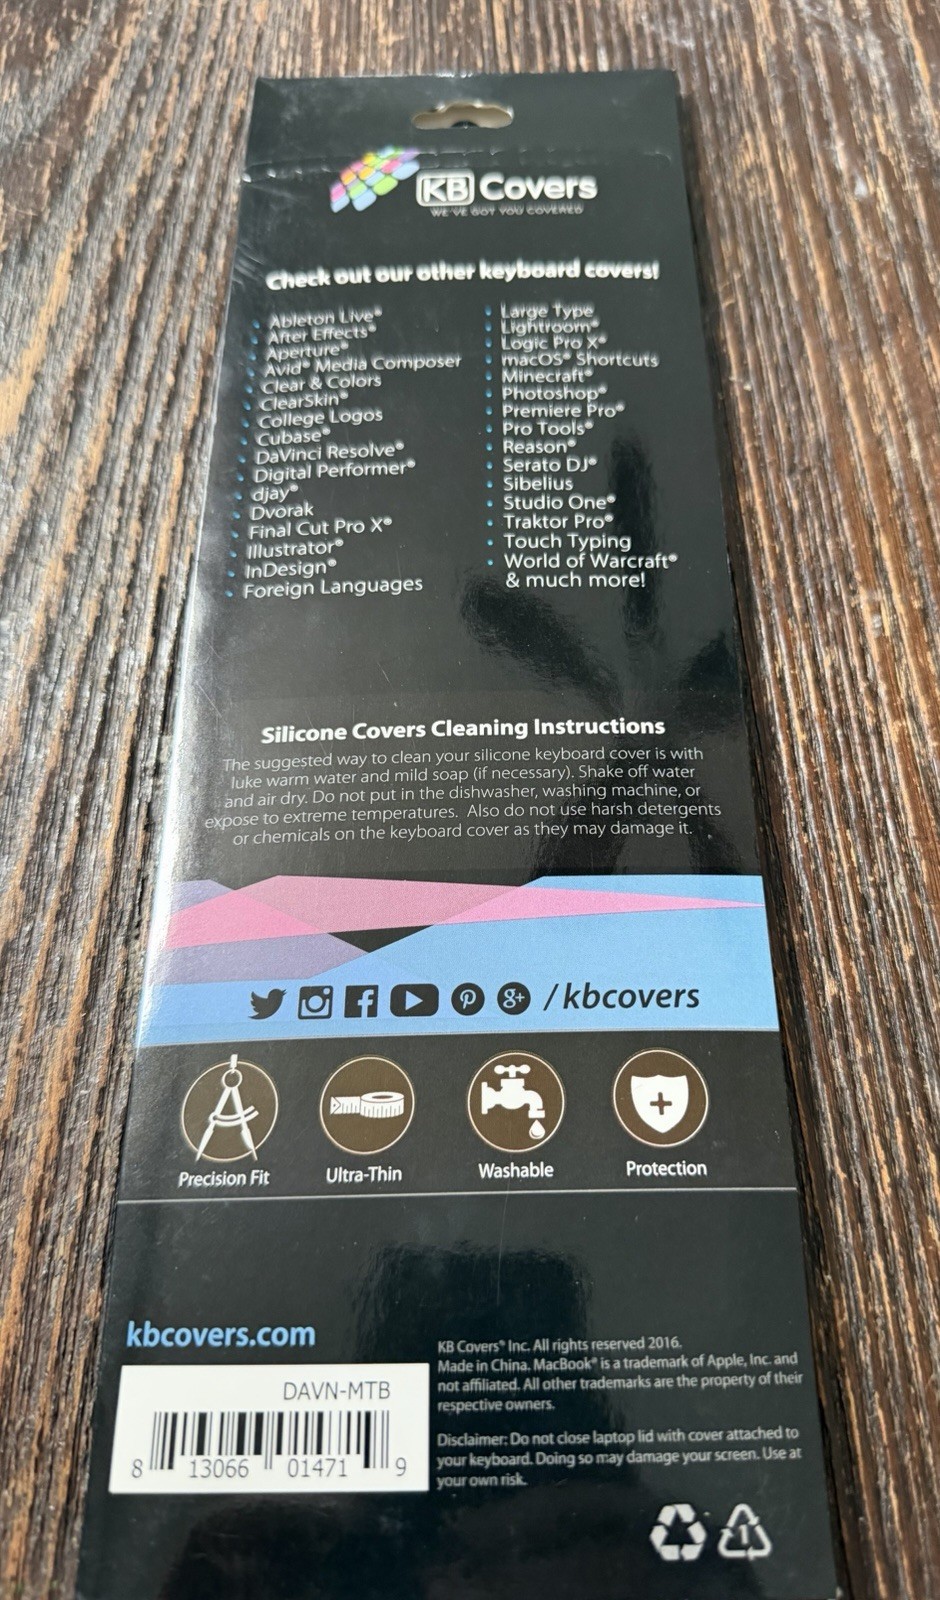 KB Covers
WE'VE GOT YOU COVERED
Check out our other keyboard covers!
• Ableton Live®
• After Effects®
• Aperture®
• Avid® Media Composer
• Clear & Colors
• ClearSkin®
• College Logos
• Cubase®
• DaVinci Resolve®
• Digital Performer®
• djay®
• Dvorak
• Final Cut Pro X®
• Illustrator®
• InDesign®
• Foreign Languages
• Large Type
• Lightroom®
• Logic Pro X®
• macOS® Shortcuts
• Minecraft®
• Photoshop®
• Premiere Pro®
• Pro Tools®
• Reason®
• Serato DJ®
• Sibelius
• Studio One®
• Traktor Pro®
• Touch Typing
• World of Warcraft®
& much more!
Silicone Covers Cleaning Instructions
The suggested way to clean your silicone keyboard cover is with
luke warm water and mild soap (if necessary). Shake off water
and air dry. Do not put in the dishwasher, washing machine, or
expose to extreme temperatures. Also do not use harsh detergents
or chemicals on the keyboard cover as they may damage it.
/kbcovers
Precision Fit
Ultra-Thin
Washable
Protection
kbcovers.com
DAVN-MTB
8 13066 01471 9
KB Covers® Inc. All rights reserved 2016.
Made in China. MacBook® is a trademark of Apple, Inc. and
not affiliated. All other trademarks are the property of their
respective owners.
Disclaimer: Do not close laptop lid with cover attached to
your keyboard. Doing so may damage your screen. Use at
your own risk.
1